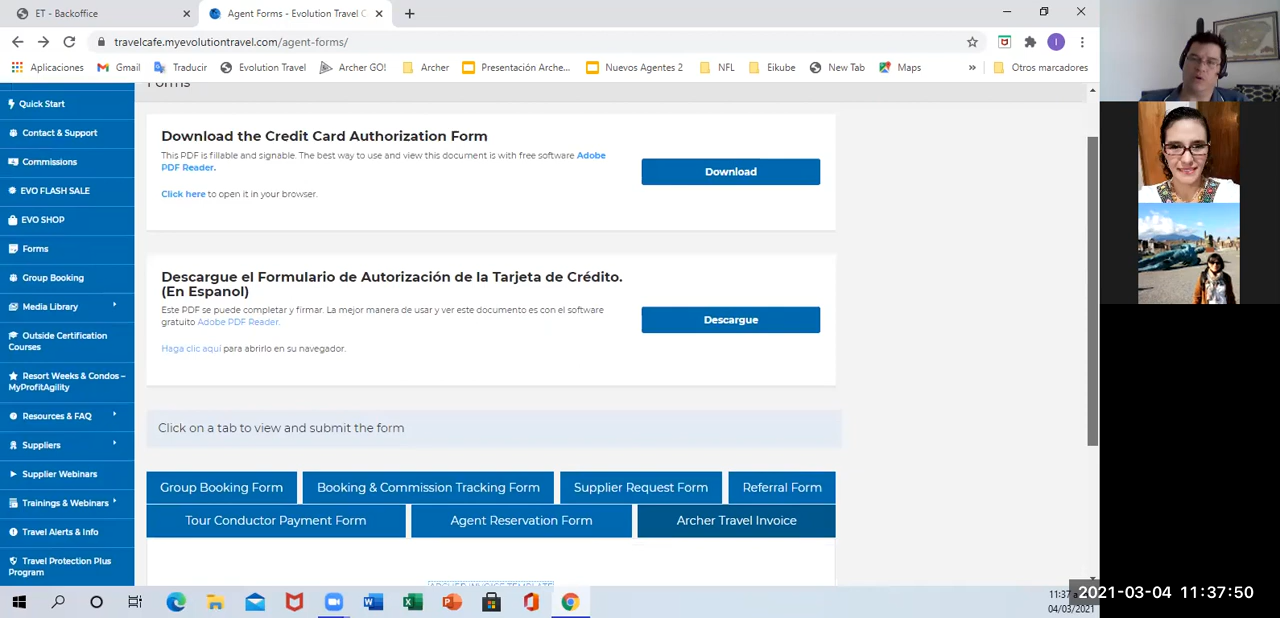 ET - Backoffice
Agent Forms - Evolution Travel C
travelcafe.myevolutiontravel.com/agent-forms/
Aplicaciones
Gmail
Traducir
Evolution Travel
Archer GO!
Archer
Presentación Arche...
Nuevos Agentes 2
NFL
Eikube
New Tab
Maps
»
Otros marcadores
Quick Start
Contact & Support
Commissions
EVO FLASH SALE
EVO SHOP
Forms
Group Booking
Media Library
Outside Certification
Courses
Resort Weeks & Condos –
MyProfitAgility
Resources & FAQ
Suppliers
Supplier Webinars
Trainings & Webinars
Travel Alerts & Info
Travel Protection Plus
Program
Forms
Download the Credit Card Authorization Form
This PDF is fillable and signable. The best way to use and view this document is with free software Adobe
PDF Reader.
Click here to open it in your browser.
Download
Descargue el Formulario de Autorización de la Tarjeta de Crédito.
(En Espanol)
Este PDF se puede completar y firmar. La mejor manera de usar y ver este documento es con el software
gratuito Adobe PDF Reader.
Haga clic aquí para abrirlo en su navegador.
Descargue
Click on a tab to view and submit the form
Group Booking Form
Booking & Commission Tracking Form
Supplier Request Form
Referral Form
Tour Conductor Payment Form
Agent Reservation Form
Archer Travel Invoice
ARCHER INVOICE TEMPLATE
11:37 a
04/03/2021
2021-03-04 11:37:50